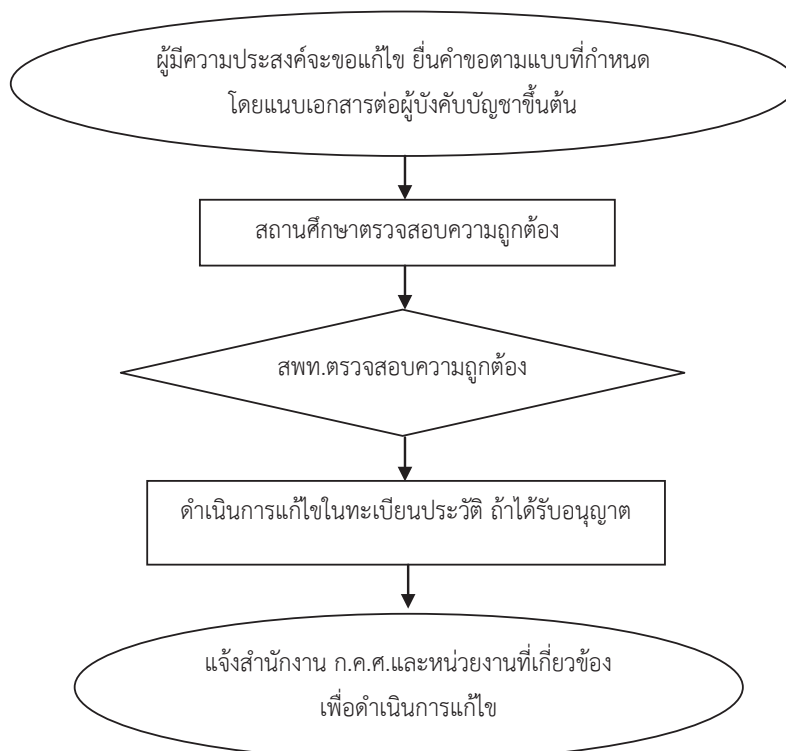 ผู้มีความประสงค์จะขอแก้ไข ยื่นคำขอตามแบบที่กำหนด
โดยแนบเอกสารต่อผู้บังคับบัญชาขึ้นต้น
สถานศึกษาตรวจสอบความถูกต้อง
สพท.ตรวจสอบความถูกต้อง
ดำเนินการแก้ไขในทะเบียนประวัติ ถ้าได้รับอนุญาต
แจ้งสำนักงาน ก.ค.ศ.และหน่วยงานที่เกี่ยวข้อง
เพื่อดำเนินการแก้ไข